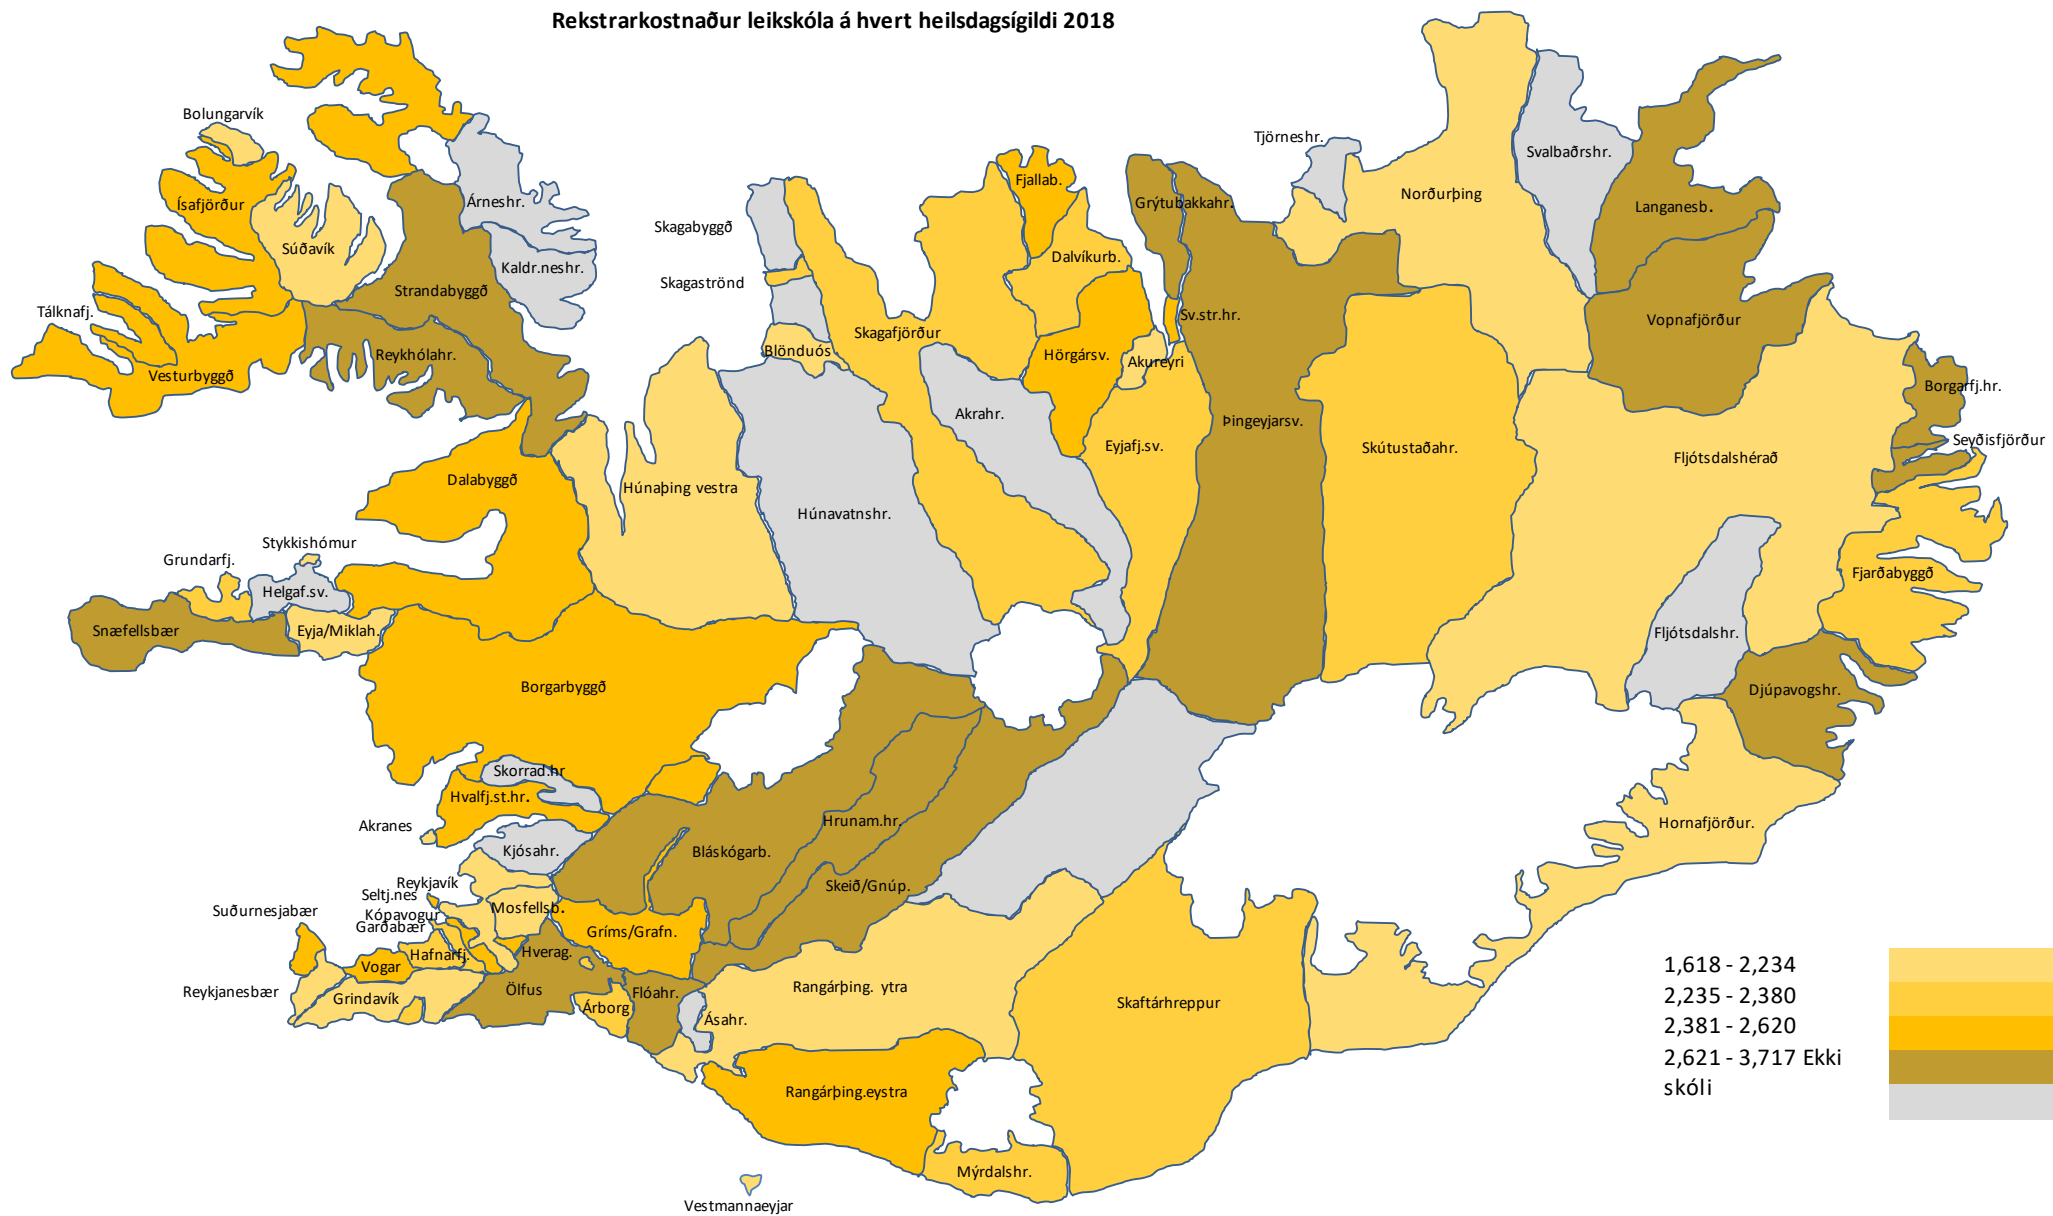 Rekstrarkostnaður leikskóla á hvert heilsdagsígildi 2018
Bolungarvík
Ísafjörður
Súðavík
Tálknafj.
Vesturbyggð
Árneshr.
Kaldr.neshr.
Strandabyggð
Reykhólahr.
Skagabyggð
Skagaströnd
Blönduós
Skagafjörður
Fjallab.
Dalvíkurb.
Hörgársv.
Akureyri
Grýtubakkahr.
Sv.str.hr.
Tjörneshr.
Norðurþing
Svalbaðrshr.
Langanesb.
Vopnafjörður
Borgarfj.hr.
Seyðisfjörður
Akrahr.
Eyjafj.sv.
Þingeyjarsv.
Skútustaðahr.
Fljótsdalshérað
Dalabyggð
Húnaþing vestra
Húnavatnshr.
Stykkishómur
Grundarfj.
Helgaf.sv.
Snæfellsbær
Eyja/Miklah.
Fjarðabyggð
Fljótsdalshr.
Djúpavogshr.
Borgarbyggð
Skorrad.hr
Hvalfj.st.hr.
Akranes
Kjósahr.
Bláskógarb.
Hrunam.hr.
Skeið/Gnúp.
Hornafjörður.
Reykjavík
Seltj.nes
Mosfellsb.
Kópavogur
Garðabær
Suðurnesjabær
Gríms/Grafn.
Hafnarfj.
Hverag.
Vogar
Reykjanesbær
Grindavík
Ölfus
Árborg
Flóahr.
Ásahr.
Rangárþing. ytra
Skaftárhreppur
Rangárþing.eystra
Mýrdalshr.
Vestmannaeyjar
1,618 - 2,234
2,235 - 2,380
2,381 - 2,620
2,621 - 3,717 Ekki
skóli